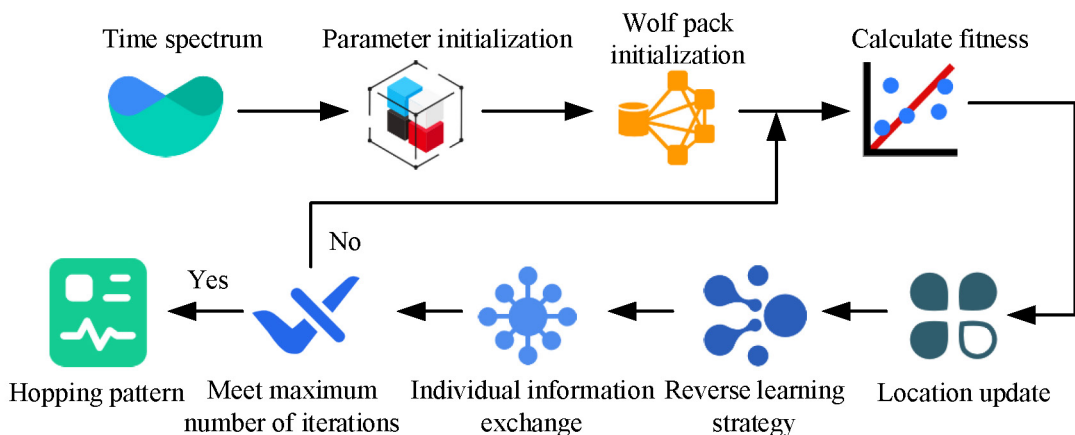 Time spectrum
Parameter initialization
Wolf pack
initialization
Calculate fitness
No
Yes
Hopping pattern
Meet maximum
number of iterations
Individual information
exchange
Reverse learning
strategy
Location update